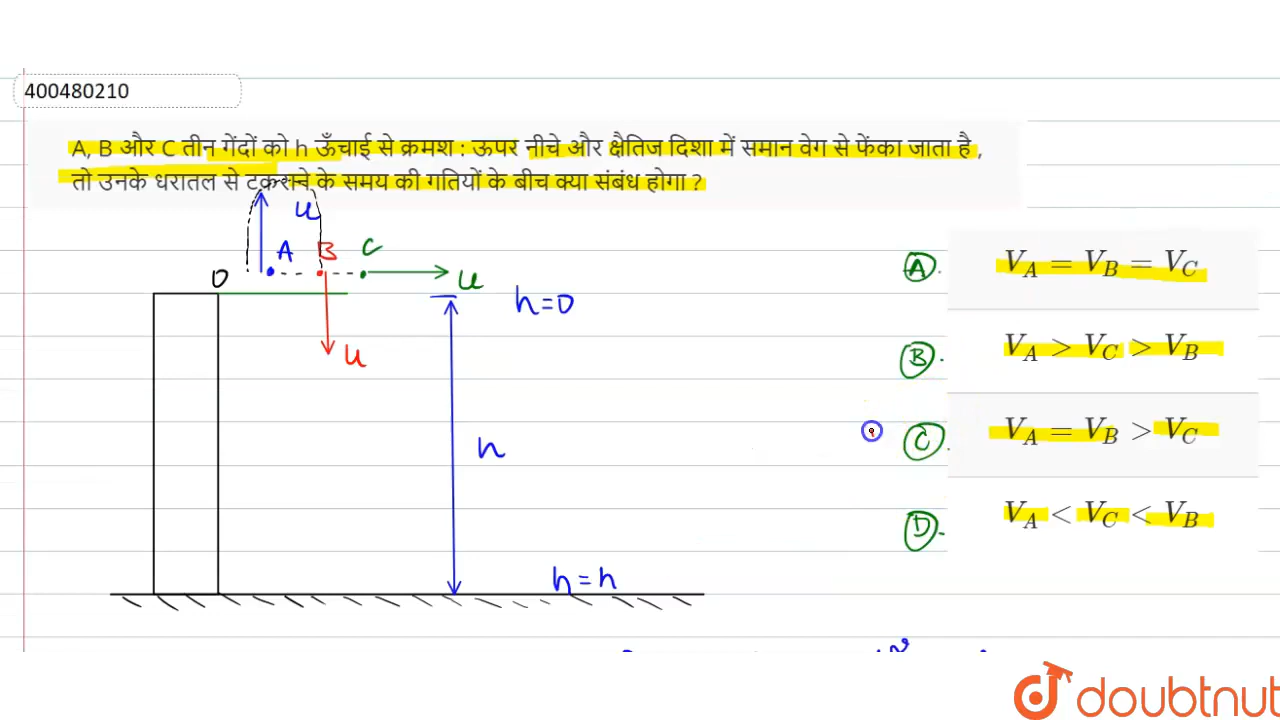 400480210
A, B और C तीन गेंदों को h ऊँचाई से क्रमश : ऊपर नीचे और क्षैतिज दिशा में समान वेग से फेंका जाता है ,
तो उनके धरातल से टकराने के समय की गतियों के बीच क्या संबंध होगा ?
u
A B C
O
u
h=0
u
h
h=h
A. V_A = V_B = V_C
B. V_A > V_C > V_B
C. V_A = V_B > V_C
D. V_A < V_C < V_B
doubtnut